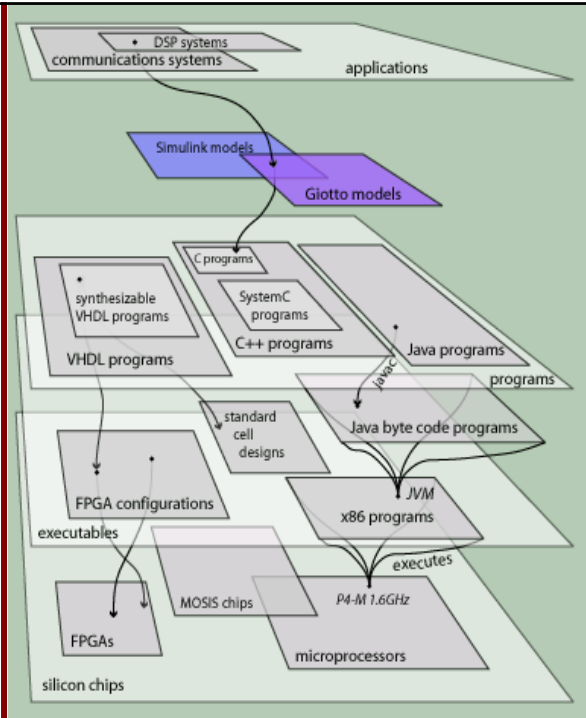 DSP systems
communications systems
applications
Simulink models
Giotto models
C programs
synthesizable
VHDL programs
SystemC
programs
VHDL programs
C++ programs
Java programs
javac
programs
standard
cell
designs
Java byte code programs
FPGA configurations
JVM
x86 programs
executables
executes
MOSIS chips
P4-M 1.6GHz
FPGAs
microprocessors
silicon chips